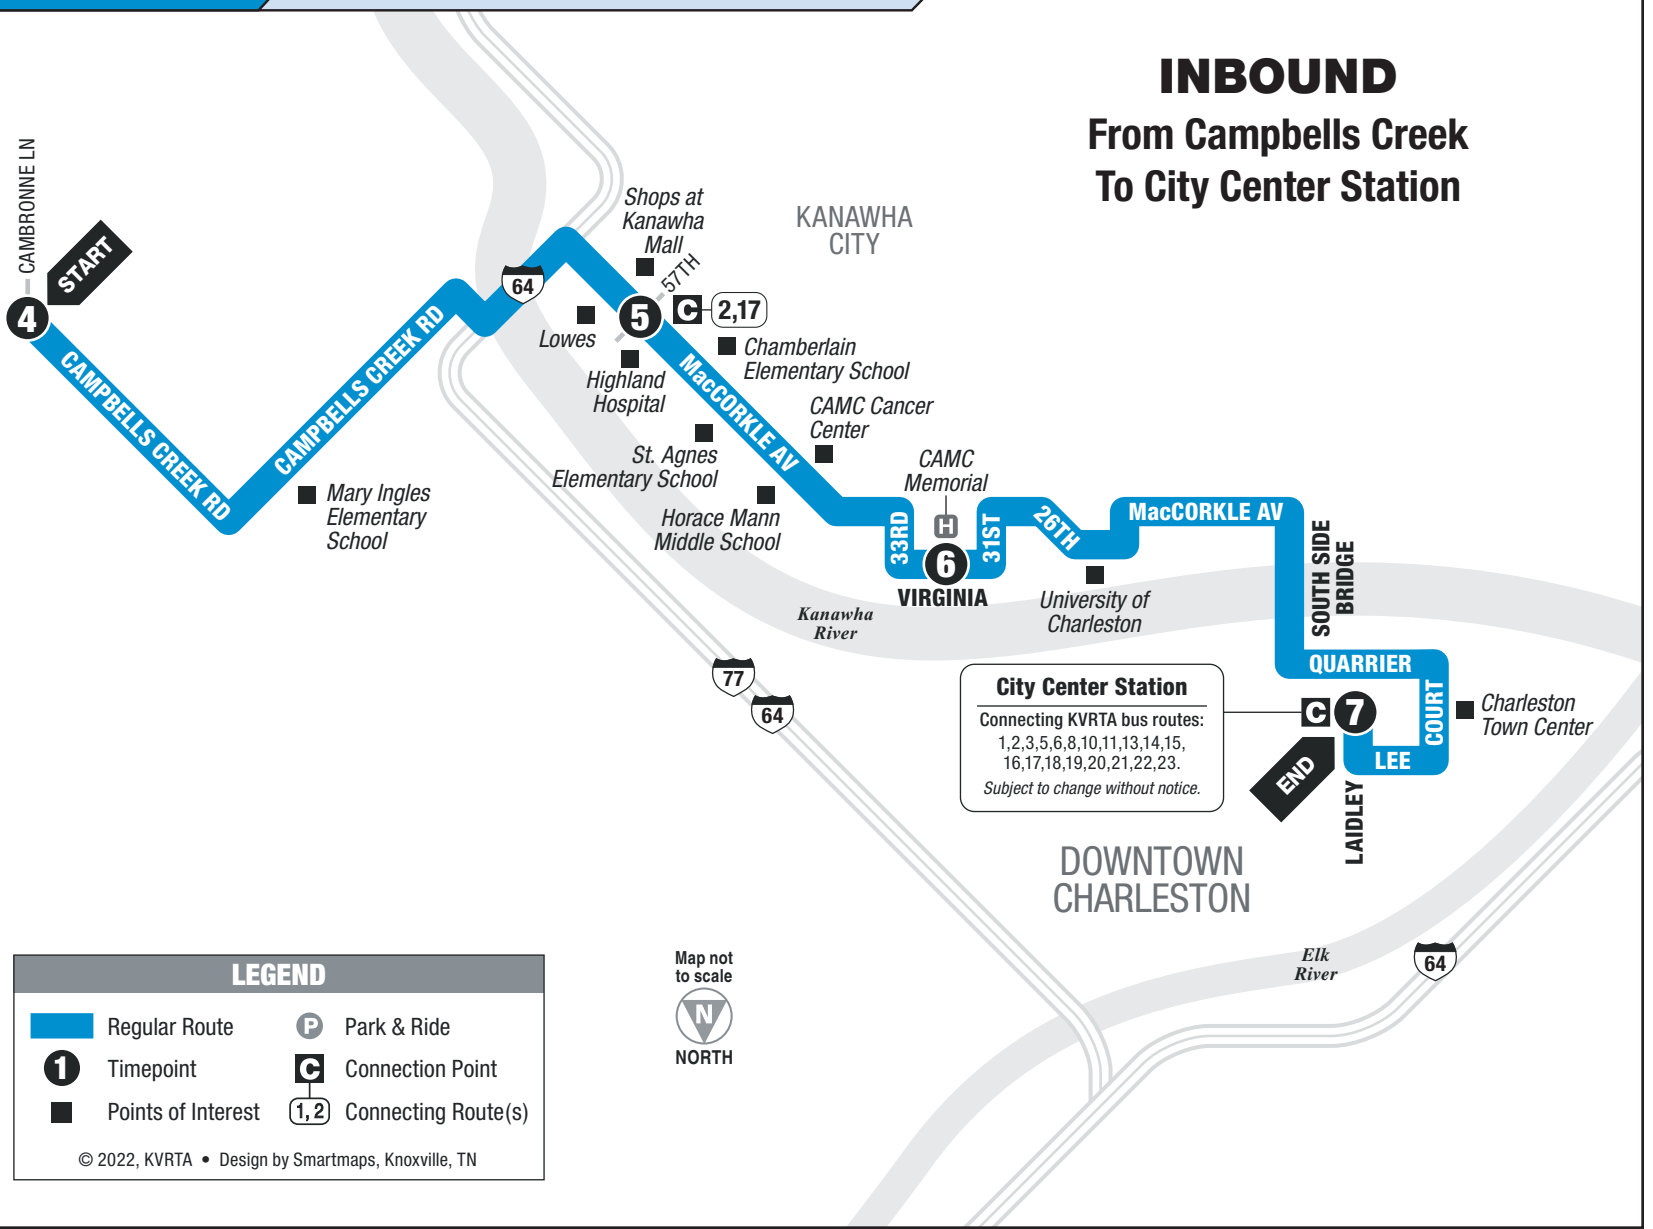 INBOUND
From Campbells Creek
To City Center Station
CAMBRONNE LN
START
4
CAMPBELLS CREEK RD
CAMPBELLS CREEK RD
Mary Ingles
Elementary
School
64
Shops at
Kanawha
Mall
57TH
KANAWHA
CITY
5
C
2,17
Lowes
Highland
Hospital
Chamberlain
Elementary School
MacCORKLE AV
CAMC Cancer
Center
St. Agnes
Elementary School
Horace Mann
Middle School
CAMC
Memorial
H
33RD
6
31ST
VIRGINIA
26TH
MacCORKLE AV
University of
Charleston
Kanawha
River
SOUTH SIDE
BRIDGE
QUARRIER
COURT
LEE
LAIDLEY
Charleston
Town Center
C
7
END
City Center Station
Connecting KVRTA bus routes:
1,2,3,5,6,8,10,11,13,14,15,
16,17,18,19,20,21,22,23.
Subject to change without notice.
77
64
DOWNTOWN
CHARLESTON
Elk
River
64
Map not
to scale
N
NORTH
LEGEND
Regular Route
P Park & Ride
1 Timepoint
C Connection Point
Points of Interest
1, 2 Connecting Route(s)
© 2022, KVRTA • Design by Smartmaps, Knoxville, TN